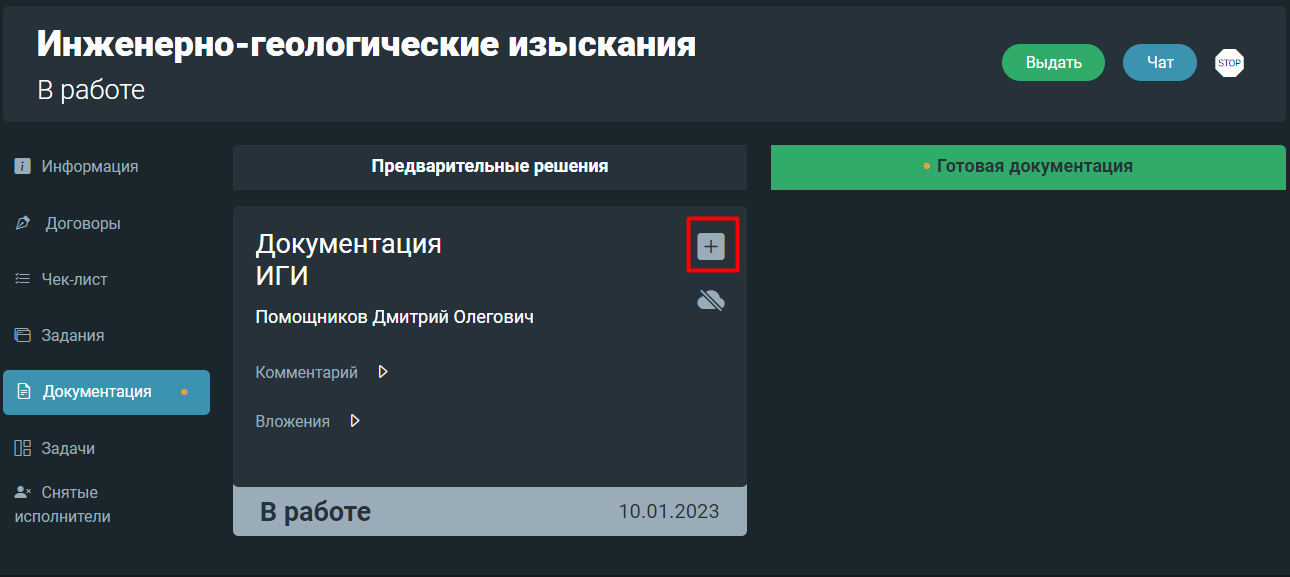 Инженерно-геологические изыскания
В работе
Выдать
Чат
STOP
Информация
Договоры
Чек-лист
Задания
Документация
Задачи
Снятые
исполнители
Предварительные решения
Документация
ИГИ
Помощников Дмитрий Олегович
Комментарий
Вложения
В работе
10.01.2023
Готовая документация